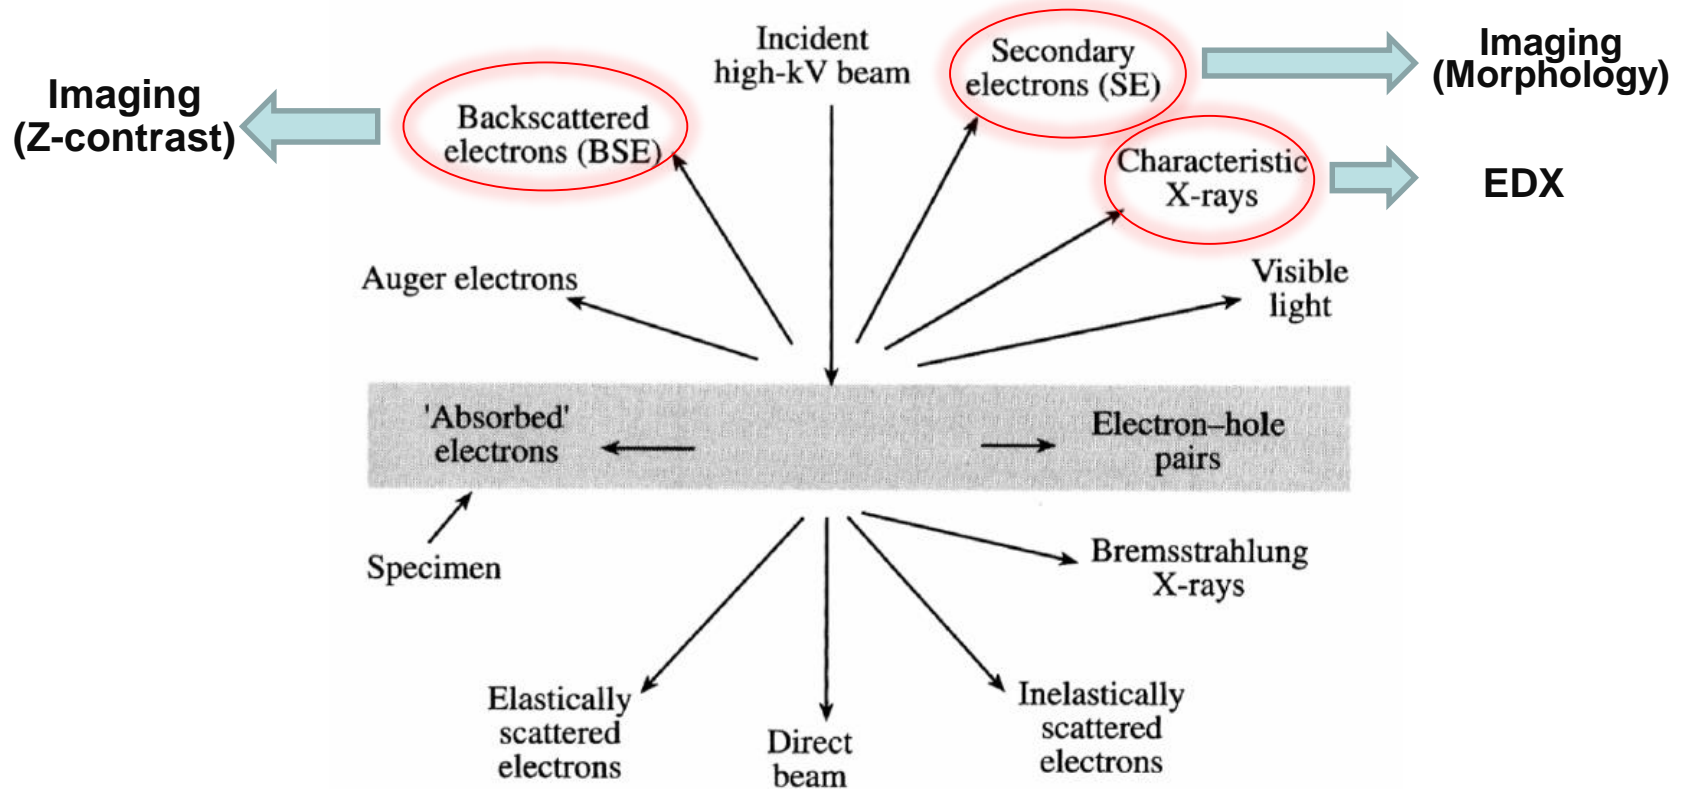 Incident
high-kV beam
Secondary
electrons (SE)
Imaging
(Morphology)
Imaging
(Z-contrast)
Backscattered
electrons (BSE)
Characteristic
X-rays
EDX
Auger electrons
Visible
light
'Absorbed'
electrons
Electron–hole
pairs
Specimen
Bremsstrahlung
X-rays
Elastically
scattered
electrons
Direct
beam
Inelastically
scattered
electrons